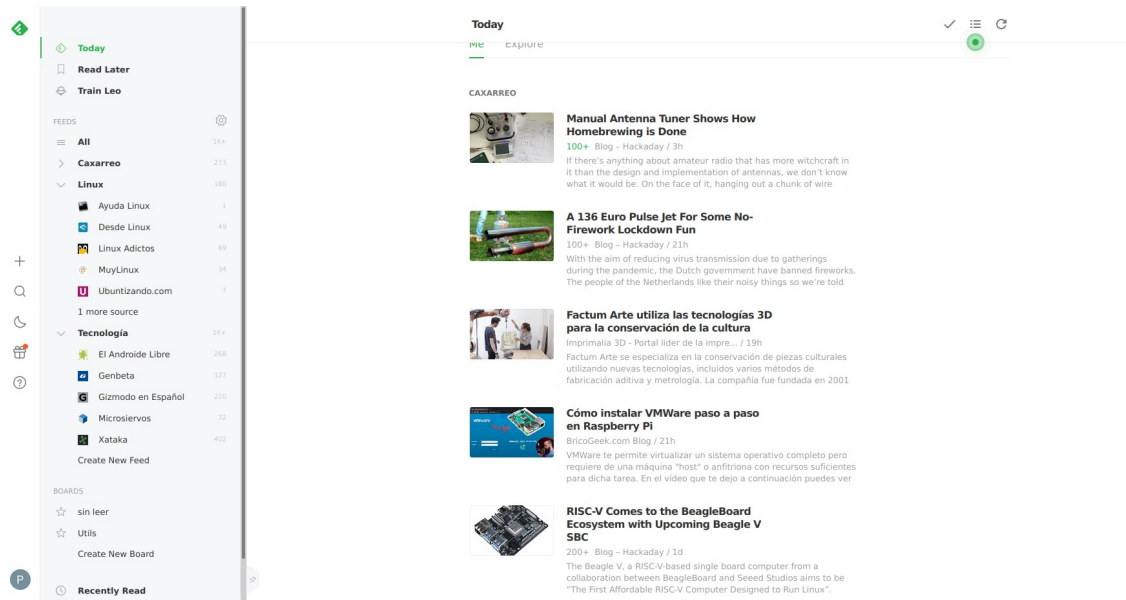 Today
Read Later
Train Leo
FEEDS
All 1K+
Caxarreo 273
Linux 180
Ayuda Linux 1
Desde Linux 49
Linux Adictos 89
MuyLinux 34
Ubuntizando.com 7
1 more source
Tecnología 1K+
El Androide Libre 268
Genbeta 327
Gizmodo en Español 220
Microsiervos 72
Xataka 402
Create New Feed
BOARDS
sin leer
Utils
Create New Board
Recently Read
P
Today
Me Explore
CAXARREO
Manual Antenna Tuner Shows How
Homebrewing is Done
100+ Blog – Hackaday / 3h
If there’s anything about amateur radio that has more witchcraft in
it than the design and implementation of antennas, we don’t know
what it would be. On the face of it, hanging out a chunk of wire
A 136 Euro Pulse Jet For Some No-
Firework Lockdown Fun
100+ Blog – Hackaday / 21h
With the aim of reducing virus transmission due to gatherings
during the pandemic, the Dutch government have banned fireworks.
The people of the Netherlands like their noisy things so we’re told
Factum Arte utiliza las tecnologías 3D
para la conservación de la cultura
Imprimalia 3D - Portal líder de la impre... / 19h
Factum Arte se especializa en la conservación de piezas culturales
utilizando nuevas tecnologías, incluidos varios métodos de
fabricación aditiva y metrología. La compañía fue fundada en 2001
Cómo instalar VMWare paso a paso
en Raspberry Pi
BricoGeek.com Blog / 21h
VMWare te permite virtualizar un sistema operativo completo pero
requiere de una máquina "host" o anfitriona con recursos suficientes
para dicha tarea. En el vídeo que te dejo a continuación puedes ver
RISC-V Comes to the BeagleBoard
Ecosystem with Upcoming Beagle V
SBC
200+ Blog – Hackaday / 1d
The Beagle V, a RISC-V-based single board computer from a
collaboration between BeagleBoard and Seeed Studios aims to be
“The First Affordable RISC-V Computer Designed to Run Linux”.